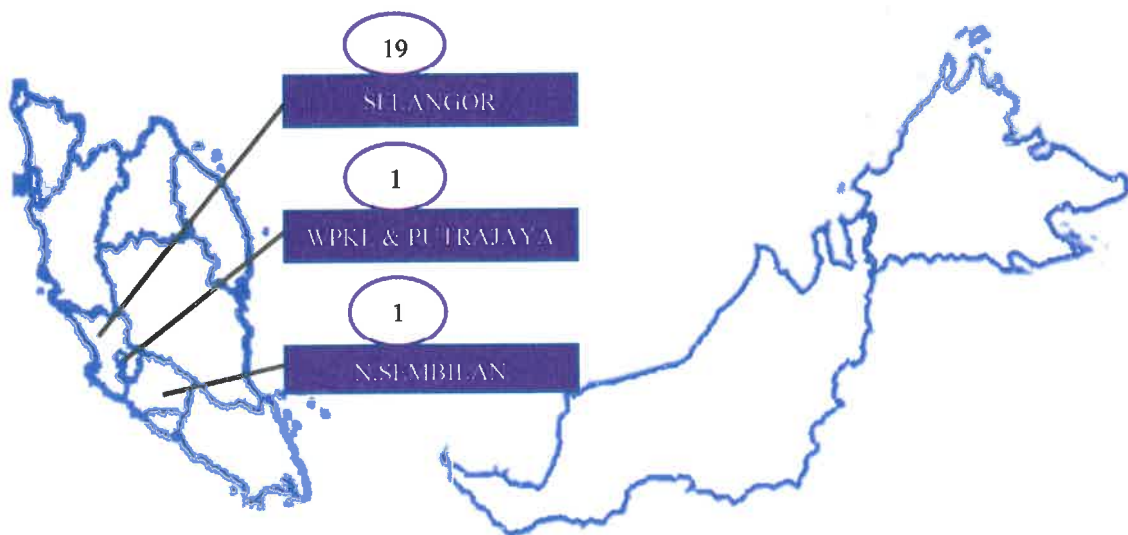 19
SELANGOR
1
WPKL & PUTRAJAYA
1
N.SEMBILAN